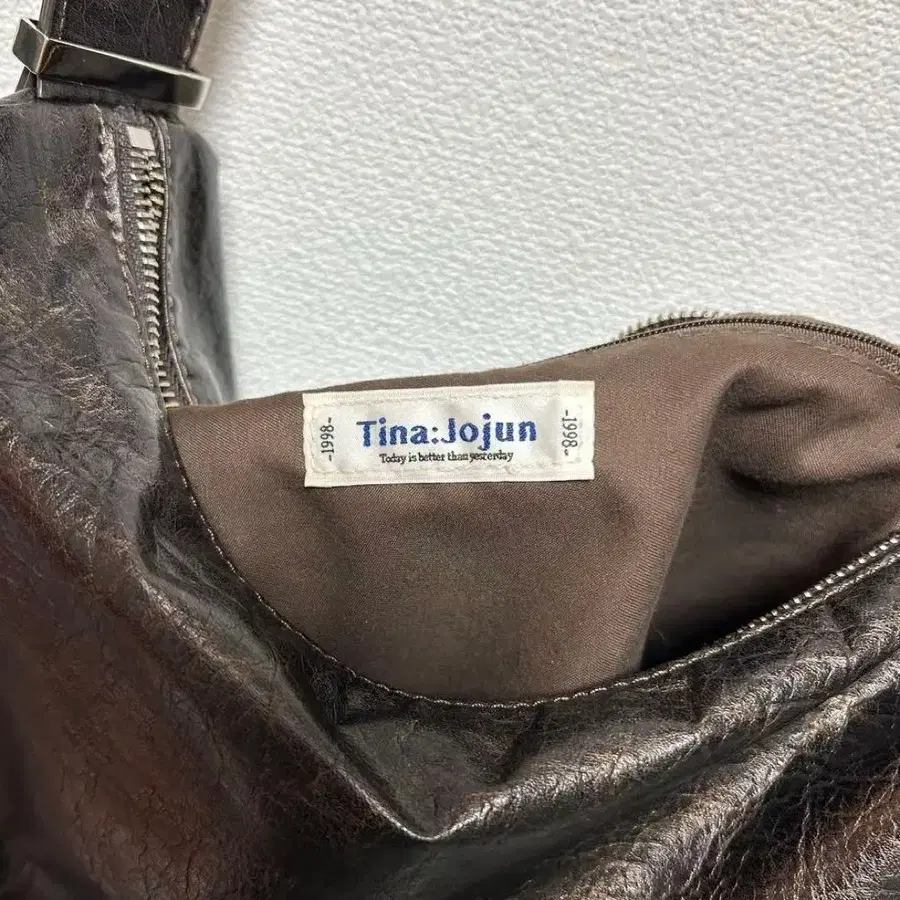 -1998-
Tina:Jojun
Today is better than yesterday
-1998-